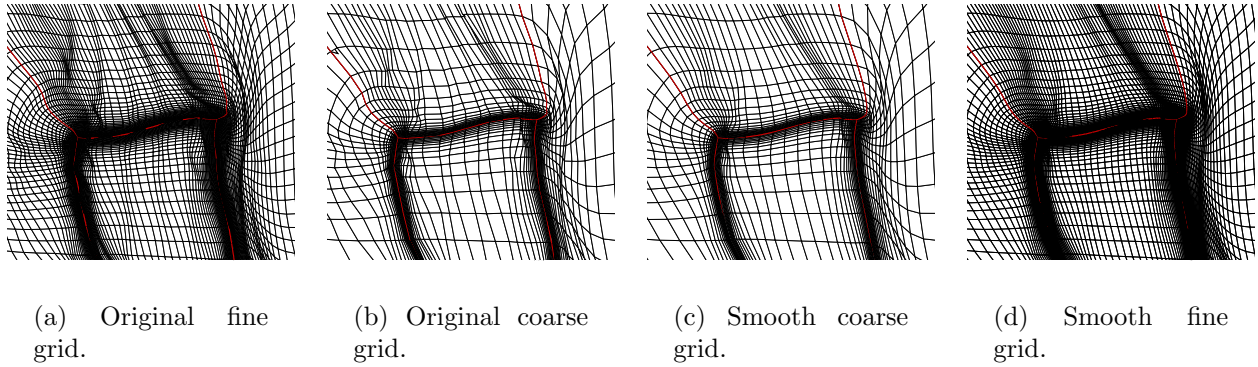 (a) Original fine
grid.
(b) Original coarse
grid.
(c) Smooth coarse
grid.
(d) Smooth fine
grid.